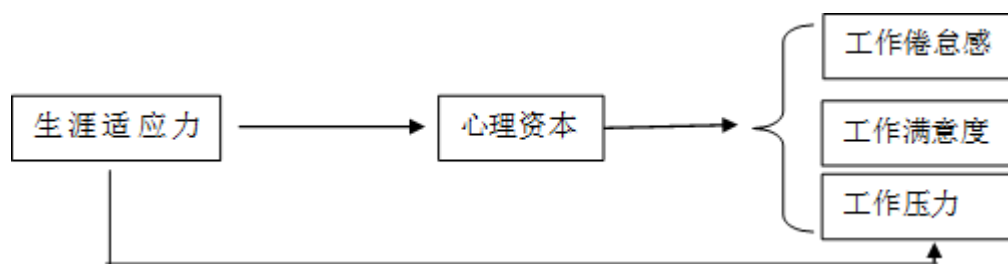 工作倦怠感
生涯适应力
心理资本
工作满意度
工作压力